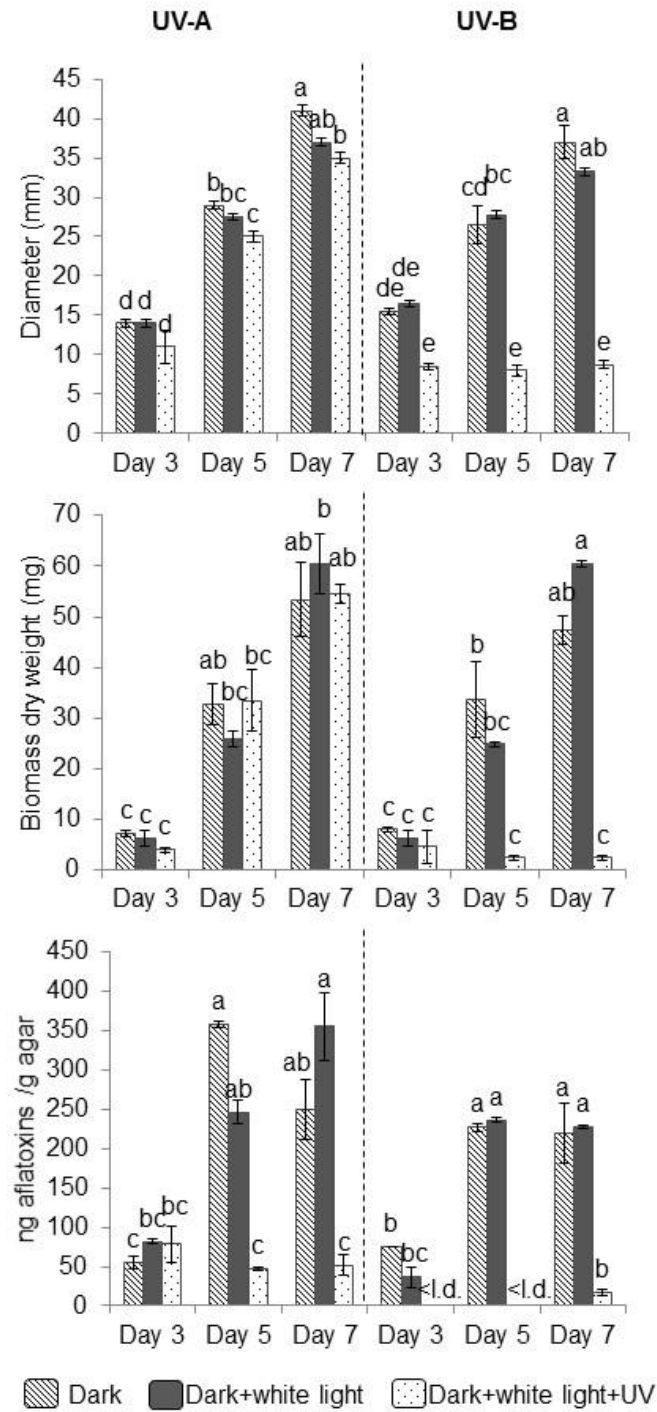 UV-A UV-B
Diameter (mm)
45
40
35
30
25
20
15
10
5
0
d d d b bc c a ab b de de e cd bc e a ab e
Day 3 Day 5 Day 7 Day 3 Day 5 Day 7
Biomass dry weight (mg)
70
60
50
40
30
20
10
0
c c c ab bc bc ab b ab c c c b bc c ab a c
Day 3 Day 5 Day 7 Day 3 Day 5 Day 7
ng aflatoxins /g agar
450
400
350
300
250
200
150
100
50
0
c bc bc a ab c ab a c b bc <l.d. a a <l.d. a a b
Day 3 Day 5 Day 7 Day 3 Day 5 Day 7
Dark Dark+white light Dark+white light+UV